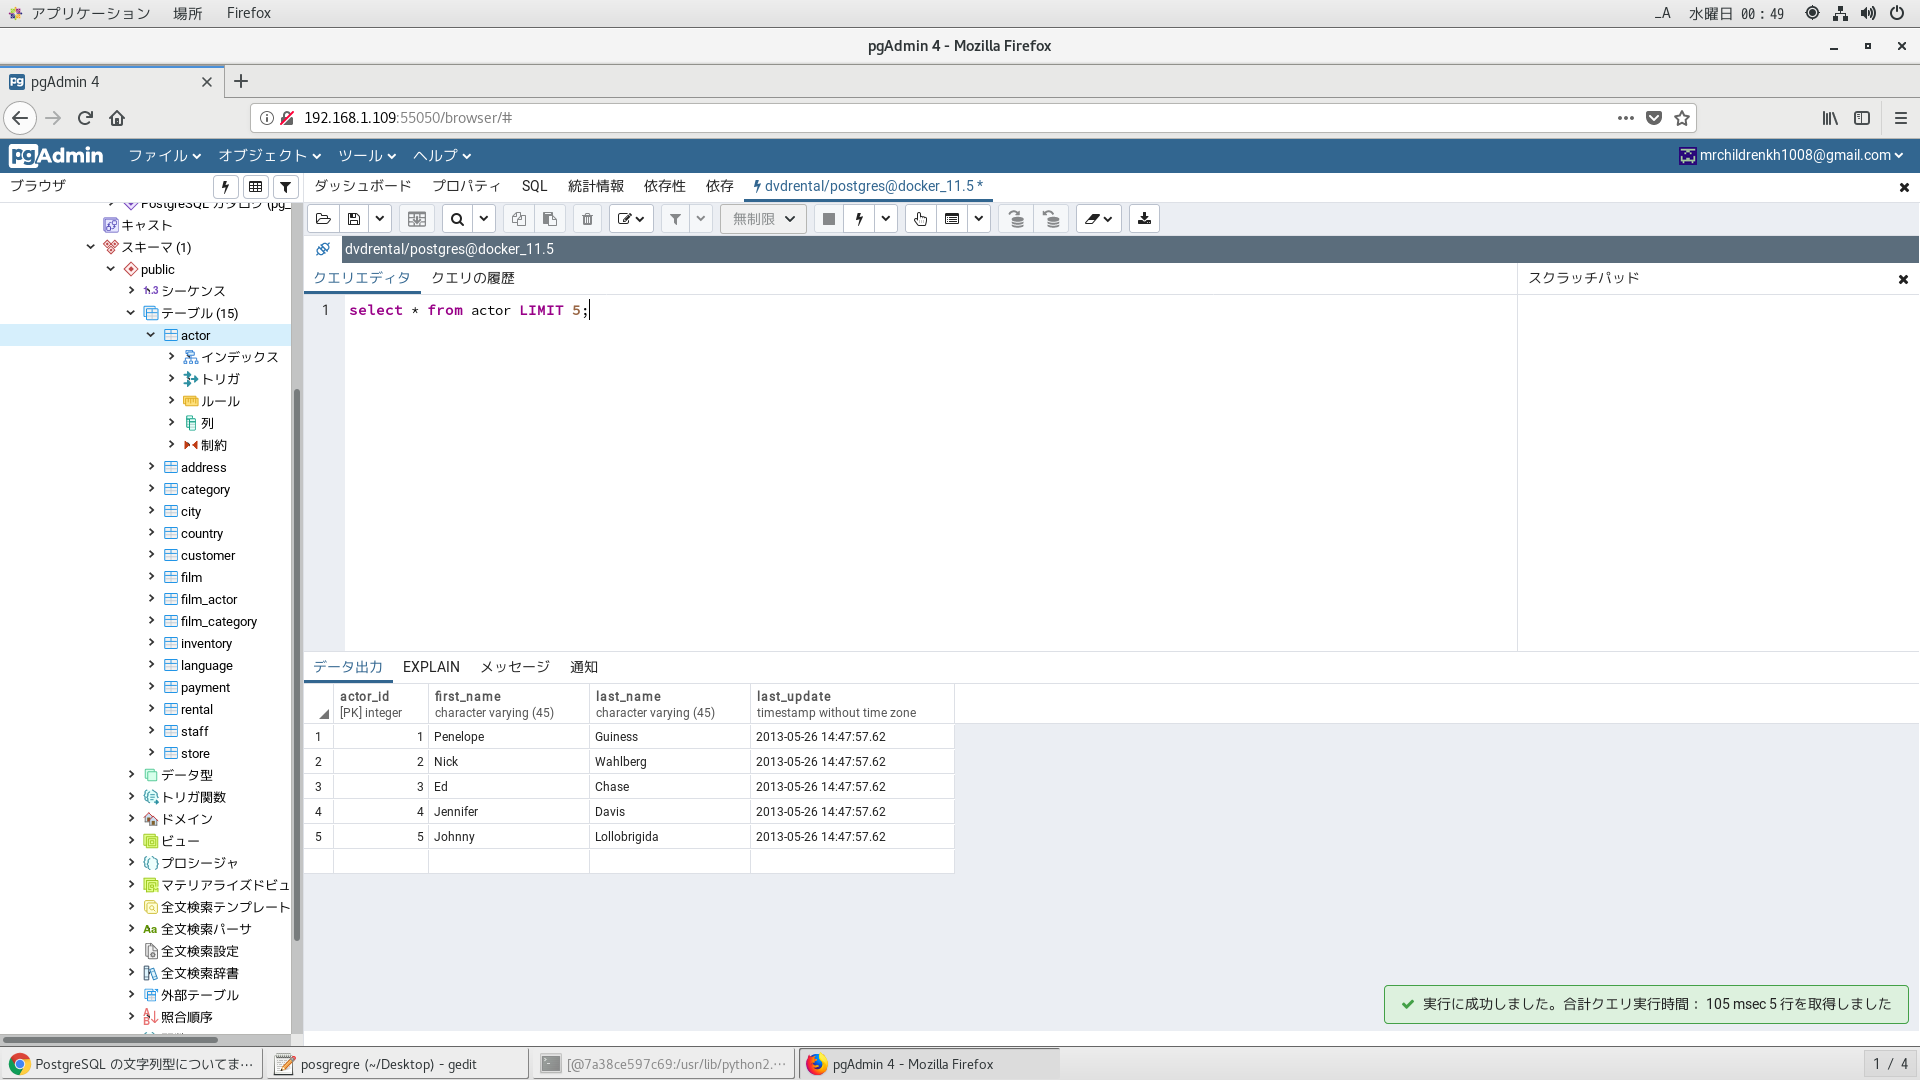 アプリケーション 場所 Firefox
_A 水曜日 00：49
pgAdmin 4 - Mozilla Firefox
pgAdmin 4
192.168.1.109:55050/browser/#
pgAdmin ファイル オブジェクト ツール ヘルプ mrchildrenkh1008@gmail.com
ブラウザ
ダッシュボード プロパティ SQL 統計情報 依存性 依存 dvdrental/postgres@docker_11.5 *
無制限
dvdrental/postgres@docker_11.5
クエリエディタ クエリの履歴
スクラッチパッド
1 select * from actor LIMIT 5;
PostgreSQL カタログ (pg_
キャスト
スキーマ (1)
public
シーケンス
テーブル (15)
actor
インデックス
トリガ
ルール
列
制約
address
category
city
country
customer
film
film_actor
film_category
inventory
language
payment
rental
staff
store
データ型
トリガ関数
ドメイン
ビュー
プロシージャ
マテリアライズドビュ
全文検索テンプレート
全文検索パーサ
全文検索設定
全文検索辞書
外部テーブル
照合順序
データ出力 EXPLAIN メッセージ 通知
actor_id first_name last_name last_update
[PK] integer character varying (45) character varying (45) timestamp without time zone
1 1 Penelope Guiness 2013-05-26 14:47:57.62
2 2 Nick Wahlberg 2013-05-26 14:47:57.62
3 3 Ed Chase 2013-05-26 14:47:57.62
4 4 Jennifer Davis 2013-05-26 14:47:57.62
5 5 Johnny Lollobrigida 2013-05-26 14:47:57.62
実行に成功しました。合計クエリ実行時間： 105 msec 5 行を取得しました
PostgreSQL の文字列型についてま… posgregre (~/Desktop) - gedit [@7a38ce597c69:/usr/lib/python2.… pgAdmin 4 - Mozilla Firefox 1 / 4